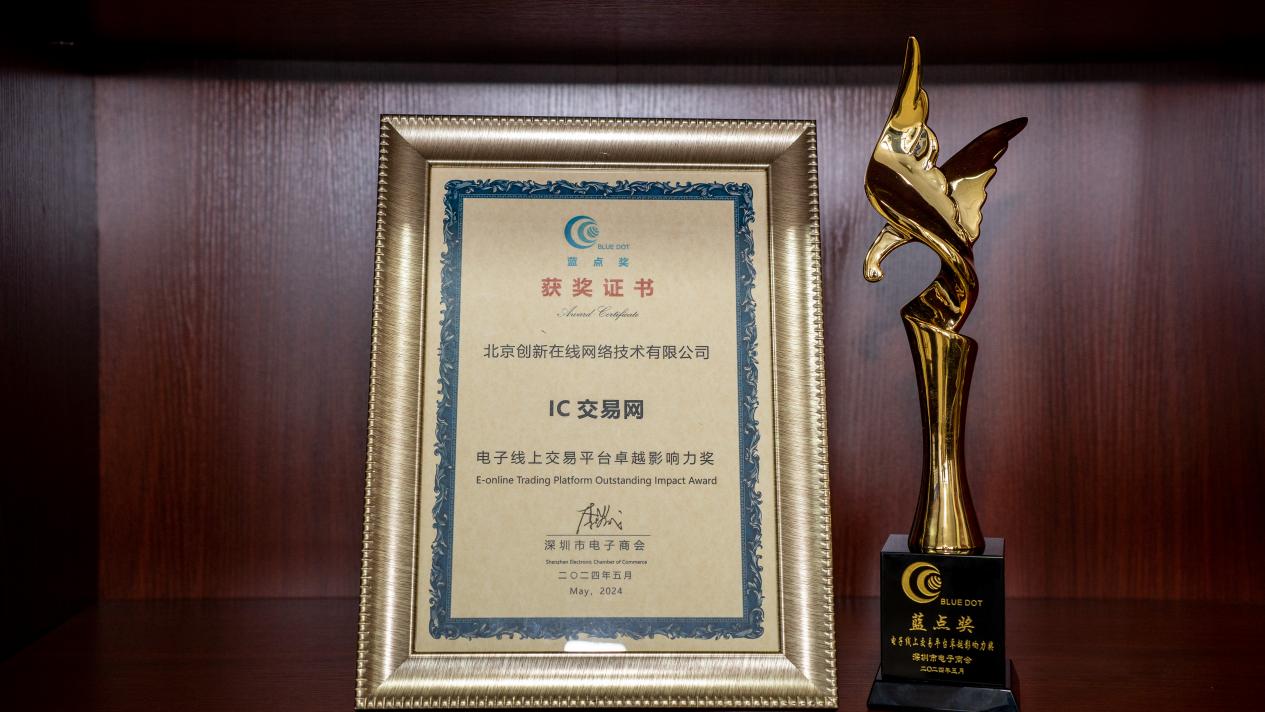 BLUE DOT
蓝点奖
获奖证书
Award Certificate
北京创新在线网络技术有限公司
IC 交易网
电子线上交易平台卓越影响力奖
E-online Trading Platform Outstanding Impact Award
深圳市电子商会
Shenzhen Electronic Chamber of Commerce
二〇二四年五月
May, 2024
BLUE DOT
蓝点奖
电子线上交易平台卓越影响力奖
深圳市电子商会
二〇二四年五月